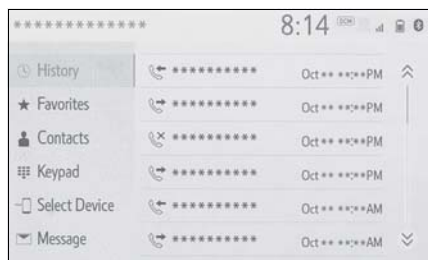 ************* 8:14 DCM
History ********** Oct** **:**PM
Favorites ********** Oct** **:**PM
Contacts ********** Oct** **:**PM
Keypad ********** Oct** **:**PM
Select Device ********** Oct** **:**AM
Message ********** Oct** **:**AM